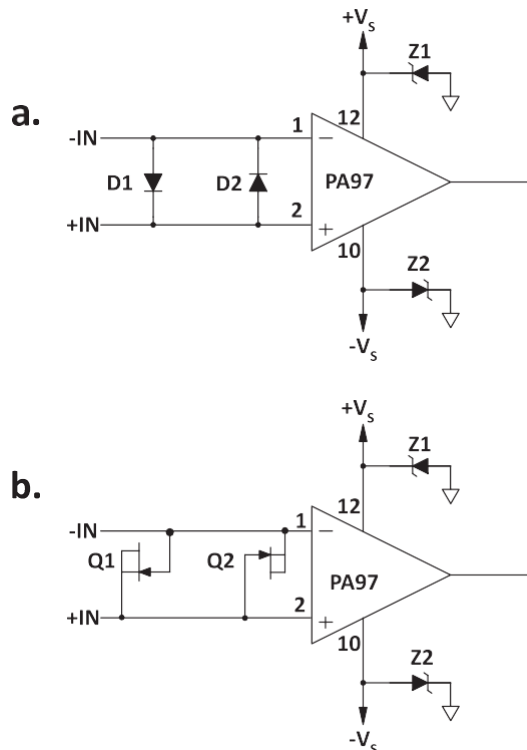 +Vs
Z1
a.
12
-IN
1
−
D1
D2
PA97
+IN
2
+
10
Z2
-Vs
+Vs
Z1
b.
12
-IN
1
−
Q1
Q2
PA97
+IN
2
+
10
Z2
-Vs